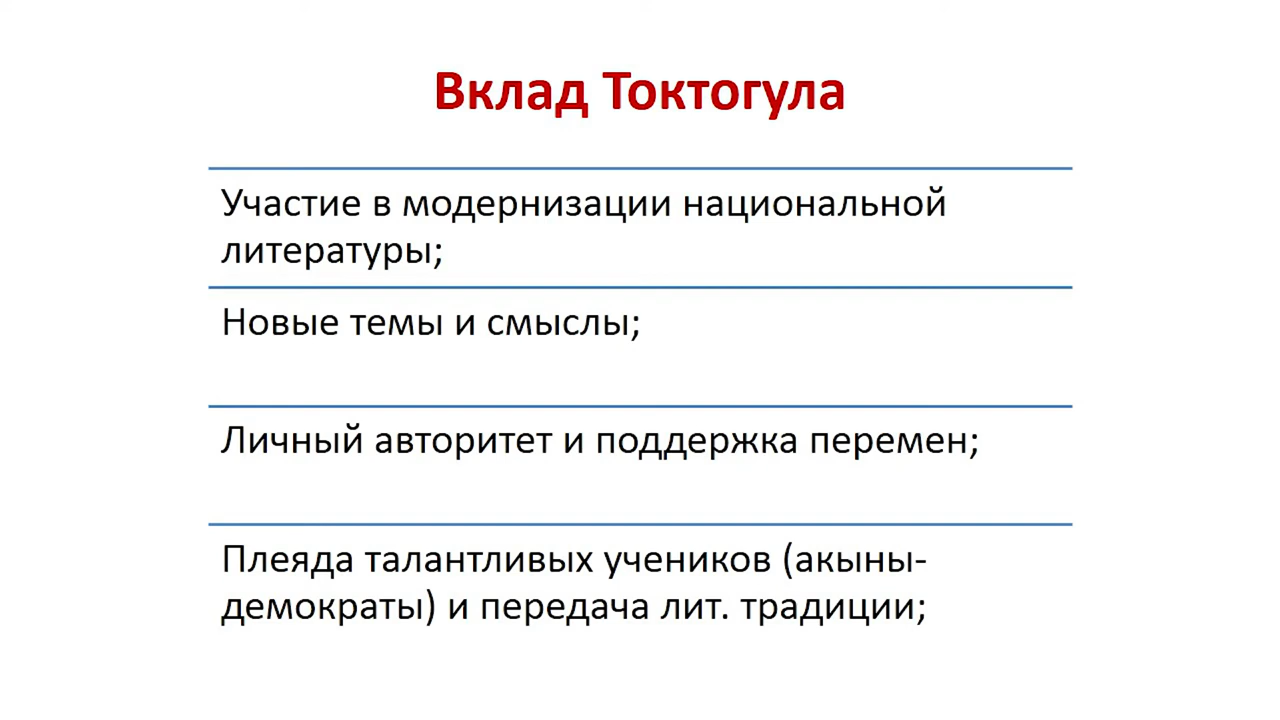 Вклад Токтогула
Участие в модернизации национальной
литературы;
Новые темы и смыслы;
Личный авторитет и поддержка перемен;
Плеяда талантливых учеников (акыны-
демократы) и передача лит. традиции;